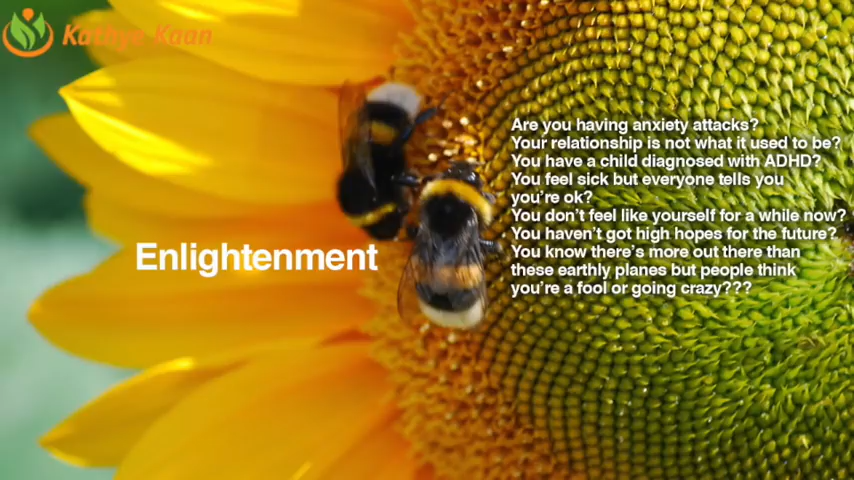 Kathye Kaan
Enlightenment
Are you having anxiety attacks?
Your relationship is not what it used to be?
You have a child diagnosed with ADHD?
You feel sick but everyone tells you
you're ok?
You don't feel like yourself for a while now?
You haven't got high hopes for the future?
You know there's more out there than
these earthly planes but people think
you're a fool or going crazy???